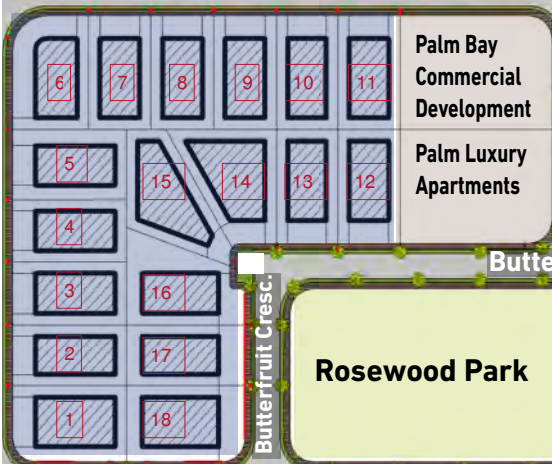 6
7
8
9
10
11
Palm Bay
Commercial
Development
5
15
14
13
12
Palm Luxury
Apartments
4
3
16
Butte
Butterfruit Cresc.
2
17
Rosewood Park
1
18